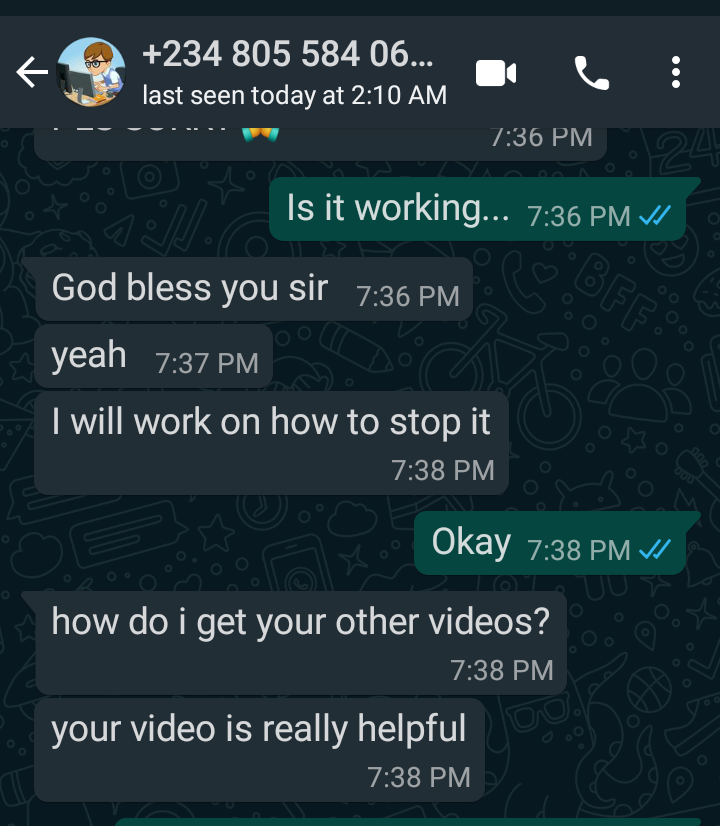 +234 805 584 06...
last seen today at 2:10 AM
7:36 PM
Is it working... 7:36 PM
God bless you sir 7:36 PM
yeah 7:37 PM
I will work on how to stop it
7:38 PM
Okay 7:38 PM
how do i get your other videos?
7:38 PM
your video is really helpful
7:38 PM